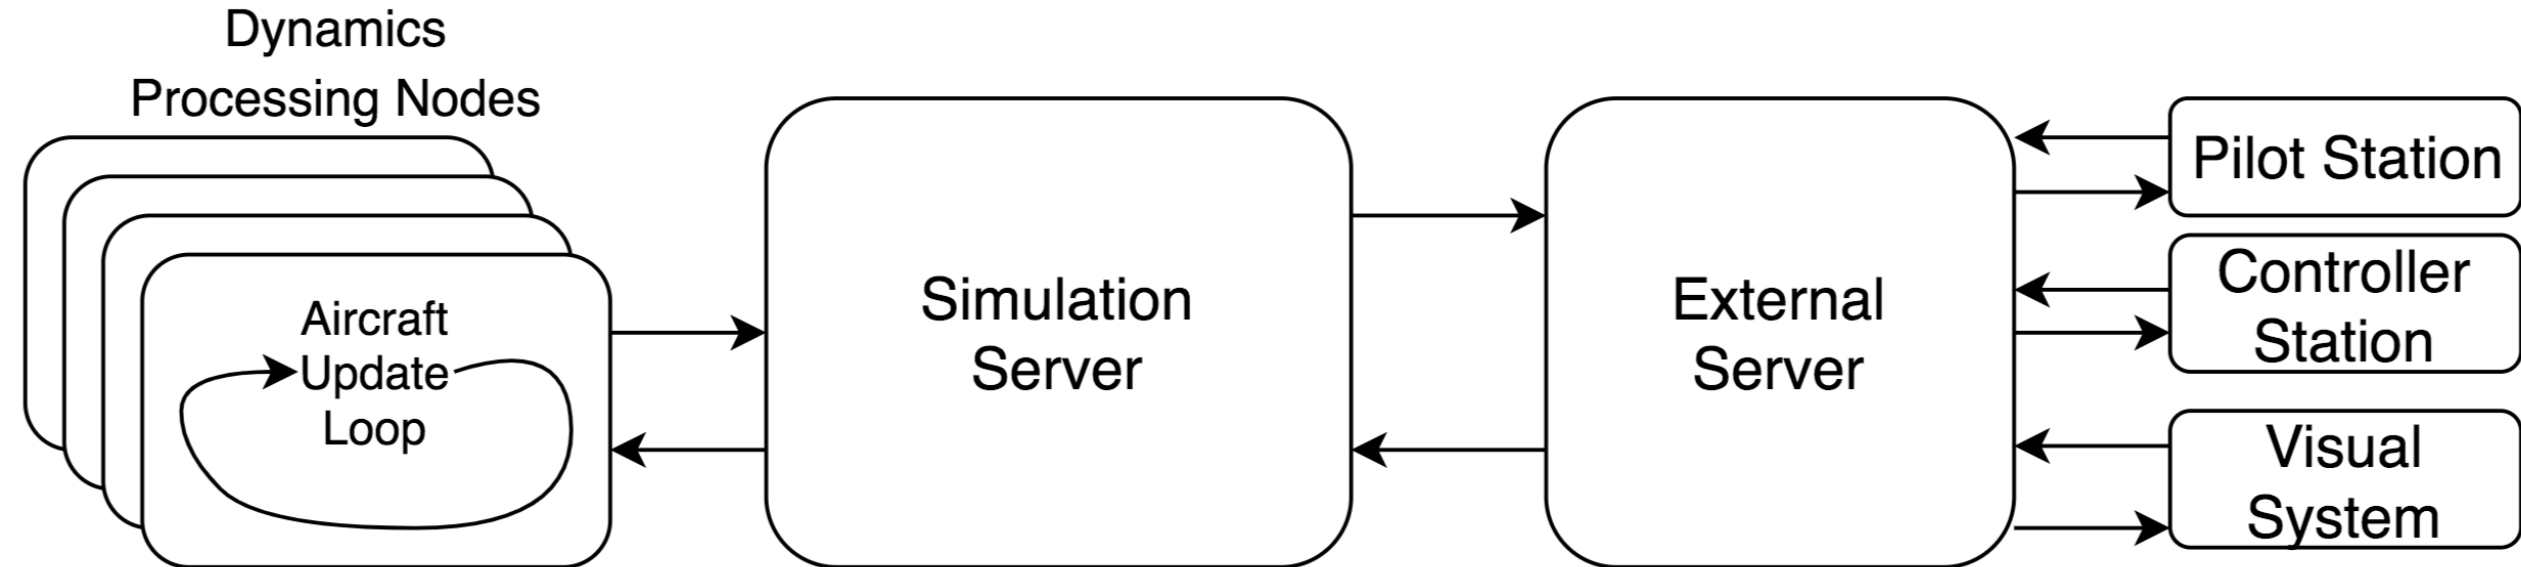 Dynamics
Processing Nodes
Aircraft
Update
Loop
Simulation
Server
External
Server
Pilot Station
Controller
Station
Visual
System